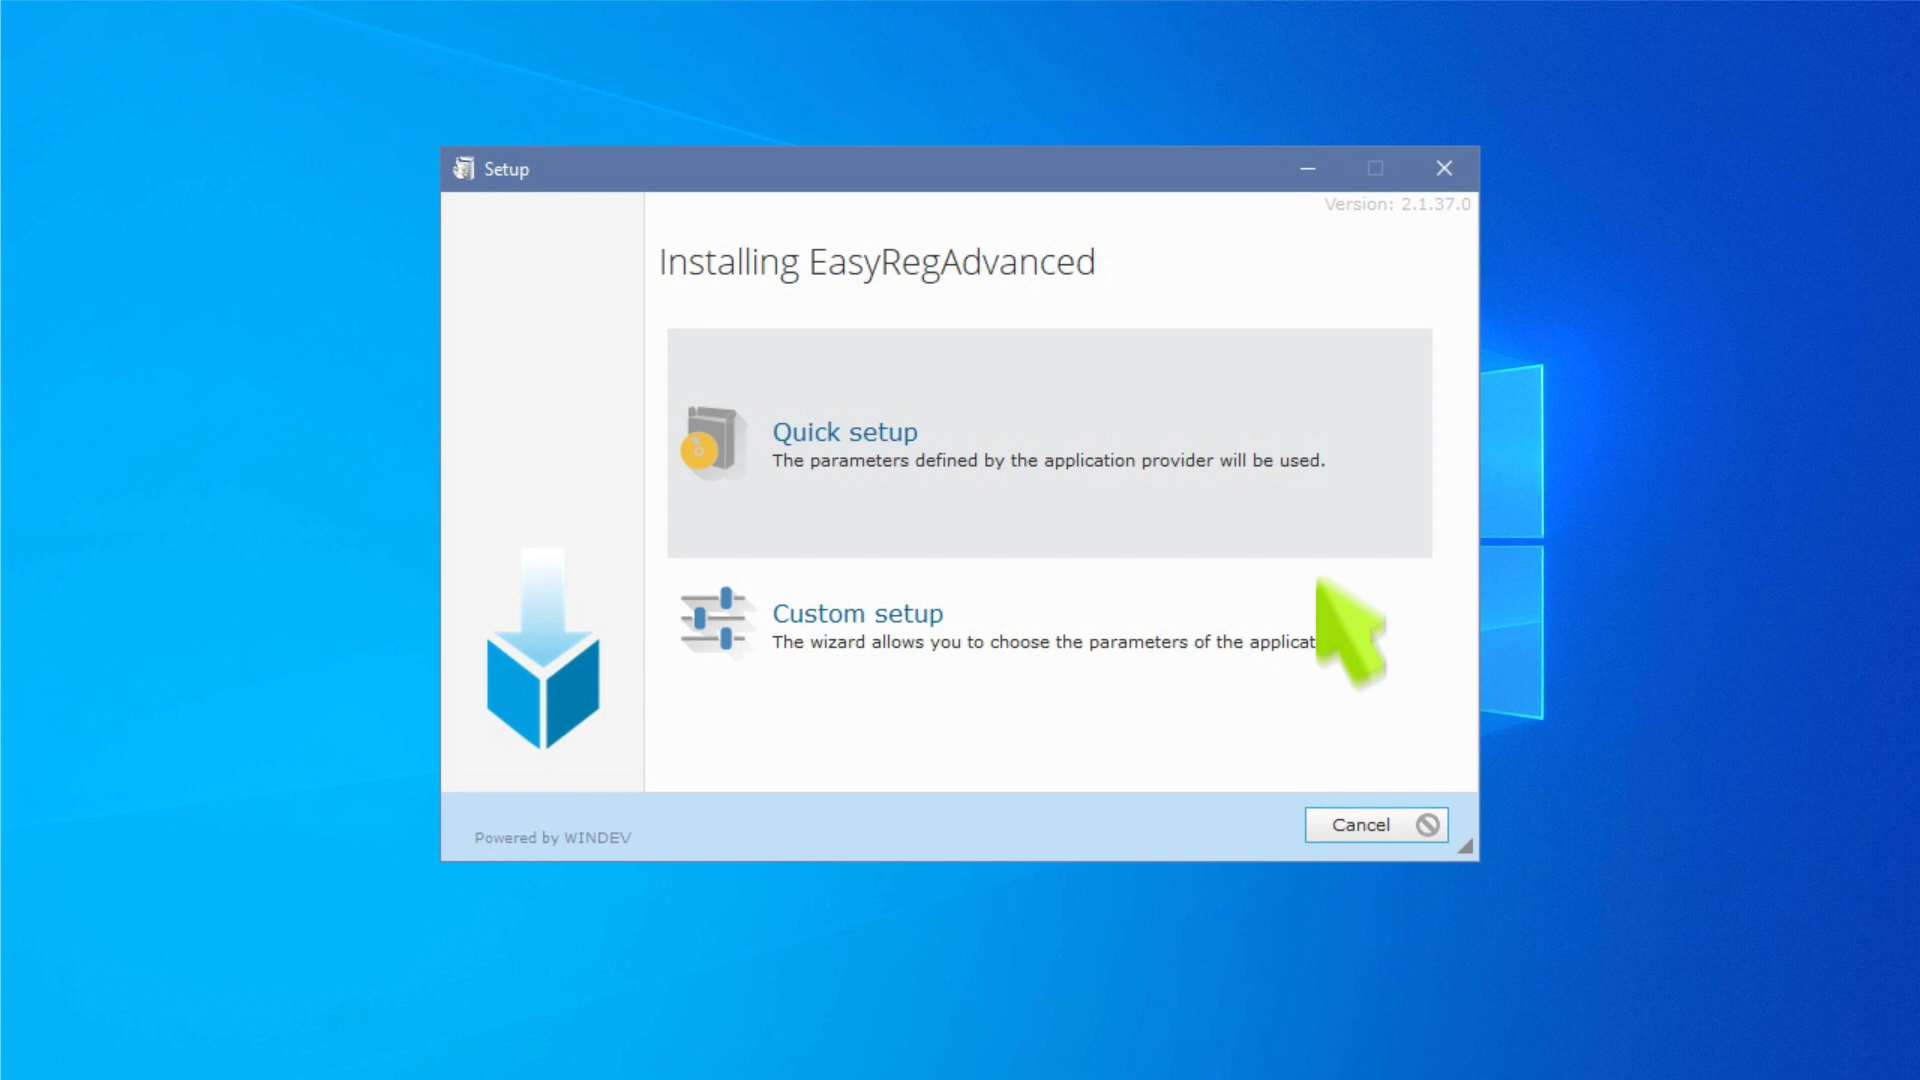 Setup
Version: 2.1.37.0
Installing EasyRegAdvanced
Quick setup
The parameters defined by the application provider will be used.
Custom setup
The wizard allows you to choose the parameters of the applicat
Powered by WINDEV
Cancel